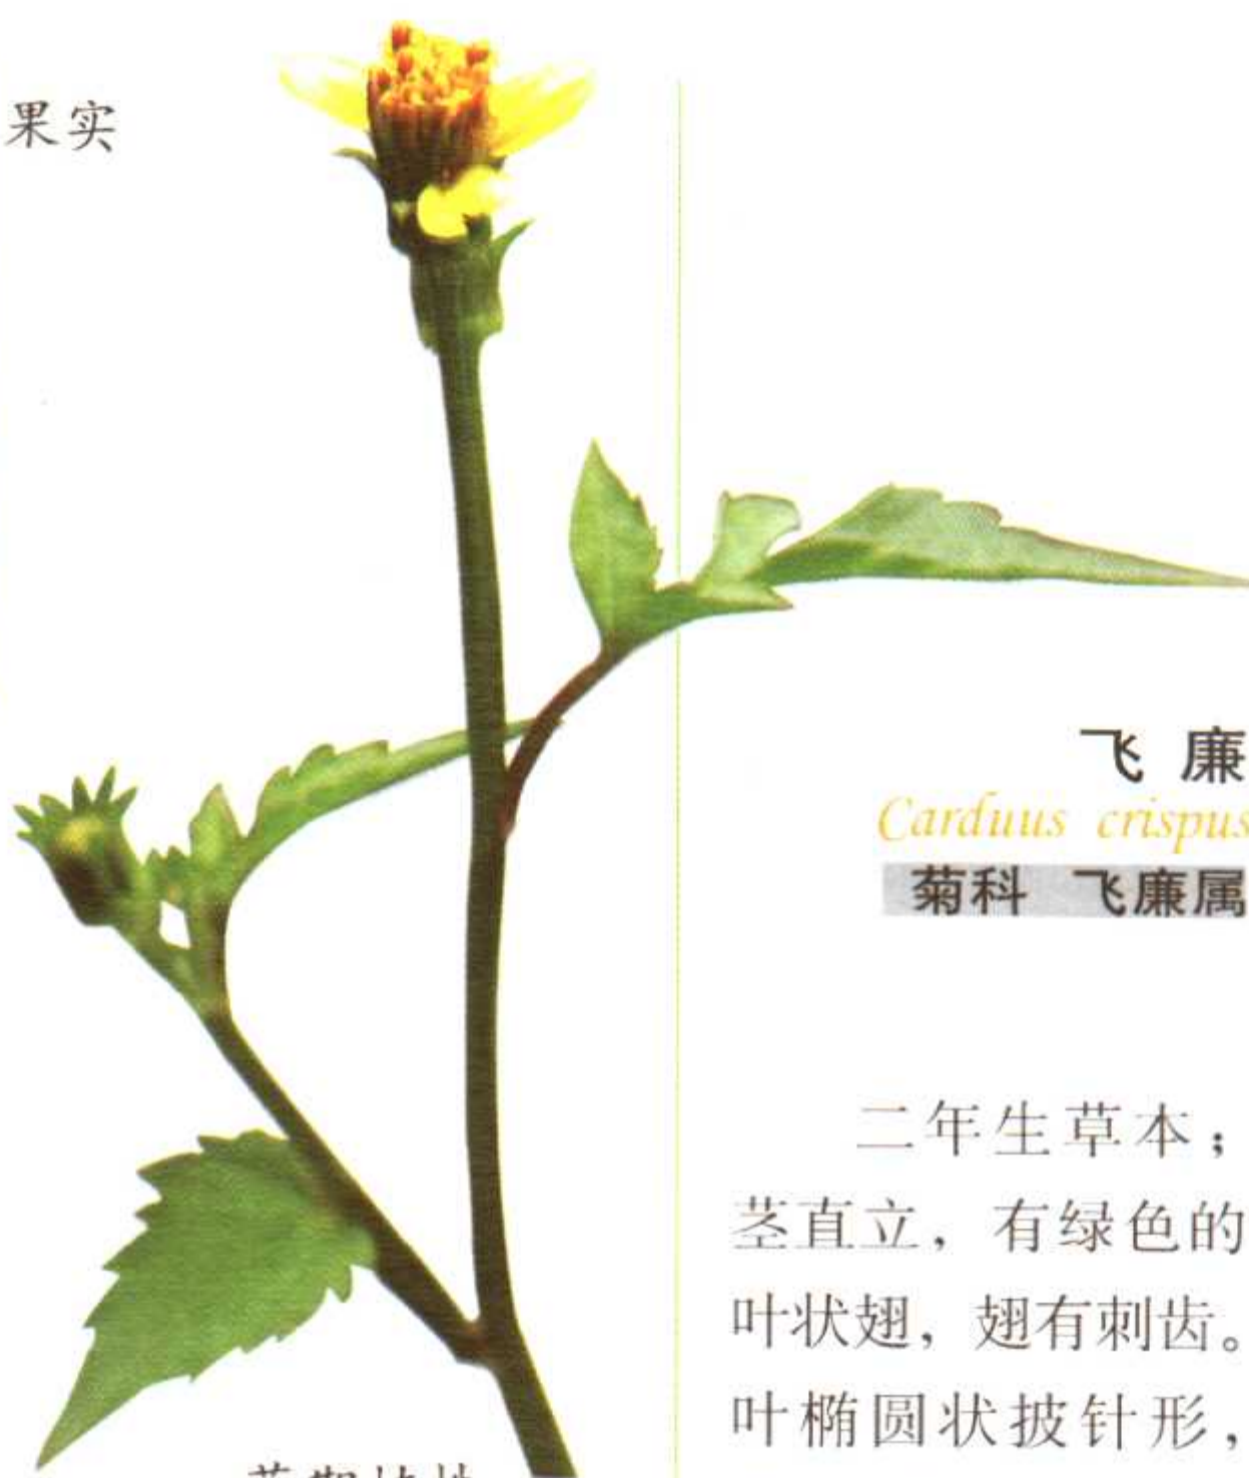 果实
飞廉
Carduus crispus
菊科 飞廉属
二年生草本；
茎直立，有绿色的
叶状翅，翅有刺齿。
叶椭圆状披针形，